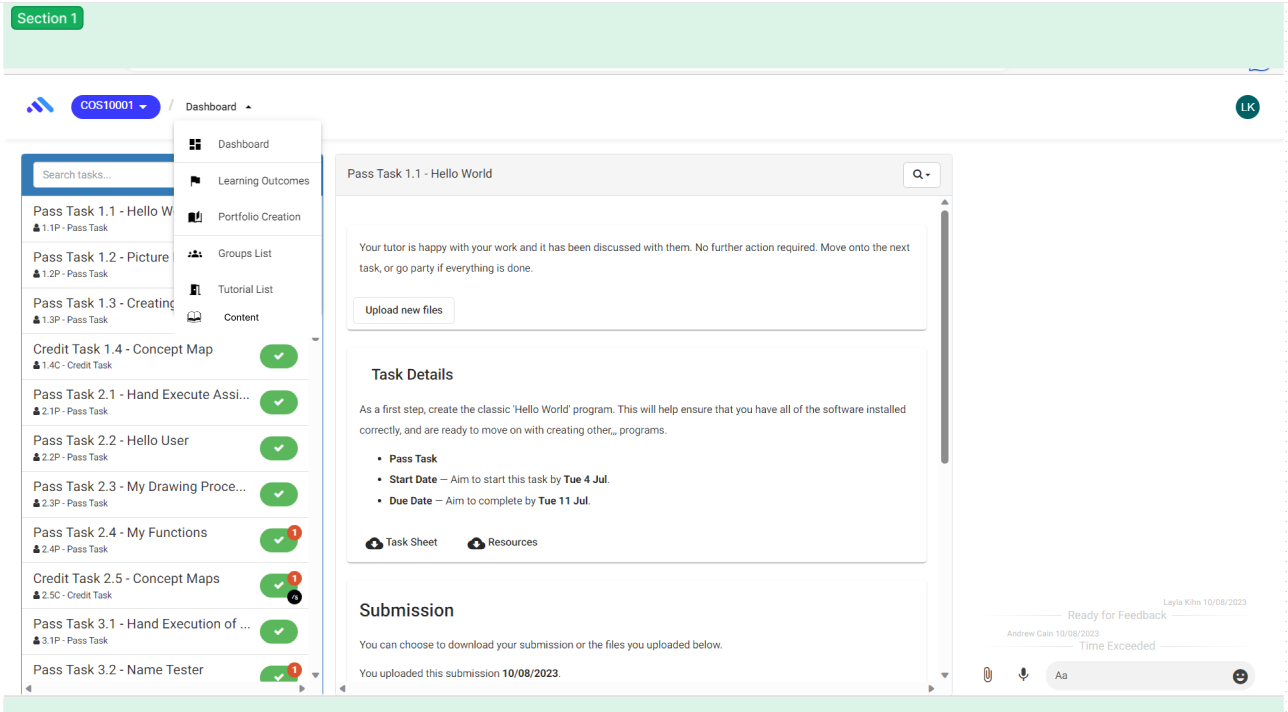 Section 1
COS10001
/
Dashboard
LK
Dashboard
Learning Outcomes
Portfolio Creation
Groups List
Tutorial List
Content
Search tasks...
Pass Task 1.1 - Hello W
1.1P - Pass Task
Pass Task 1.2 - Picture
1.2P - Pass Task
Pass Task 1.3 - Creating
1.3P - Pass Task
Credit Task 1.4 - Concept Map
1.4C - Credit Task
Pass Task 2.1 - Hand Execute Assi...
2.1P - Pass Task
Pass Task 2.2 - Hello User
2.2P - Pass Task
Pass Task 2.3 - My Drawing Proce...
2.3P - Pass Task
Pass Task 2.4 - My Functions
1
2.4P - Pass Task
Credit Task 2.5 - Concept Maps
1
2.5C - Credit Task
/5
Pass Task 3.1 - Hand Execution of ...
3.1P - Pass Task
Pass Task 3.2 - Name Tester
1
Pass Task 1.1 - Hello World
Your tutor is happy with your work and it has been discussed with them. No further action required. Move onto the next
task, or go party if everything is done.
Upload new files
Task Details
As a first step, create the classic 'Hello World' program. This will help ensure that you have all of the software installed
correctly, and are ready to move on with creating other,,, programs.
• Pass Task
• Start Date — Aim to start this task by Tue 4 Jul.
• Due Date — Aim to complete by Tue 11 Jul.
Task Sheet
Resources
Submission
You can choose to download your submission or the files you uploaded below.
You uploaded this submission 10/08/2023.
Layla Kihn 10/08/2023
Ready for Feedback
Andrew Cain 10/08/2023
Time Exceeded
Aa